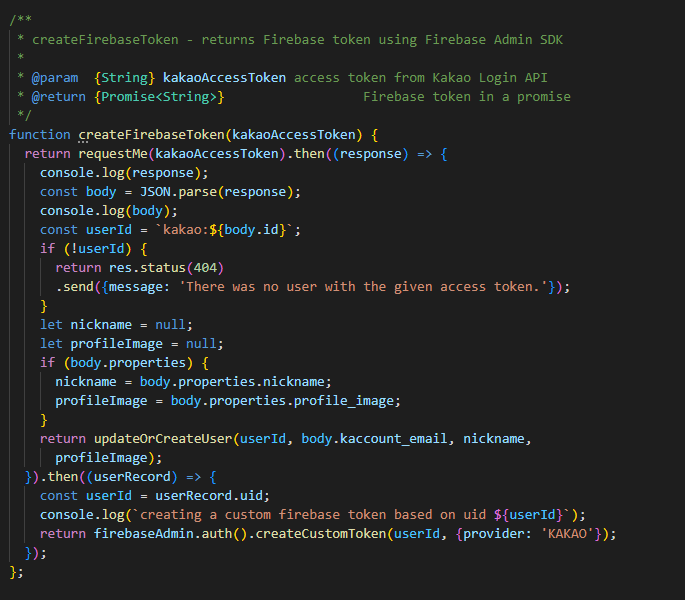 /**
 * createFirebaseToken - returns Firebase token using Firebase Admin SDK
 *
 * @param  {String} kakaoAccessToken access token from Kakao Login API
 * @return {Promise<String>}                  Firebase token in a promise
 */
function createFirebaseToken(kakaoAccessToken) {
  return requestMe(kakaoAccessToken).then((response) => {
    console.log(response);
    const body = JSON.parse(response);
    console.log(body);
    const userId = `kakao:${body.id}`;
    if (!userId) {
      return res.status(404)
      .send({message: 'There was no user with the given access token.'});
    }
    let nickname = null;
    let profileImage = null;
    if (body.properties) {
      nickname = body.properties.nickname;
      profileImage = body.properties.profile_image;
    }
    return updateOrCreateUser(userId, body.kaccount_email, nickname,
      profileImage);
  }).then((userRecord) => {
    const userId = userRecord.uid;
    console.log(`creating a custom firebase token based on uid ${userId}`);
    return firebaseAdmin.auth().createCustomToken(userId, {provider: 'KAKAO'});
  });
};